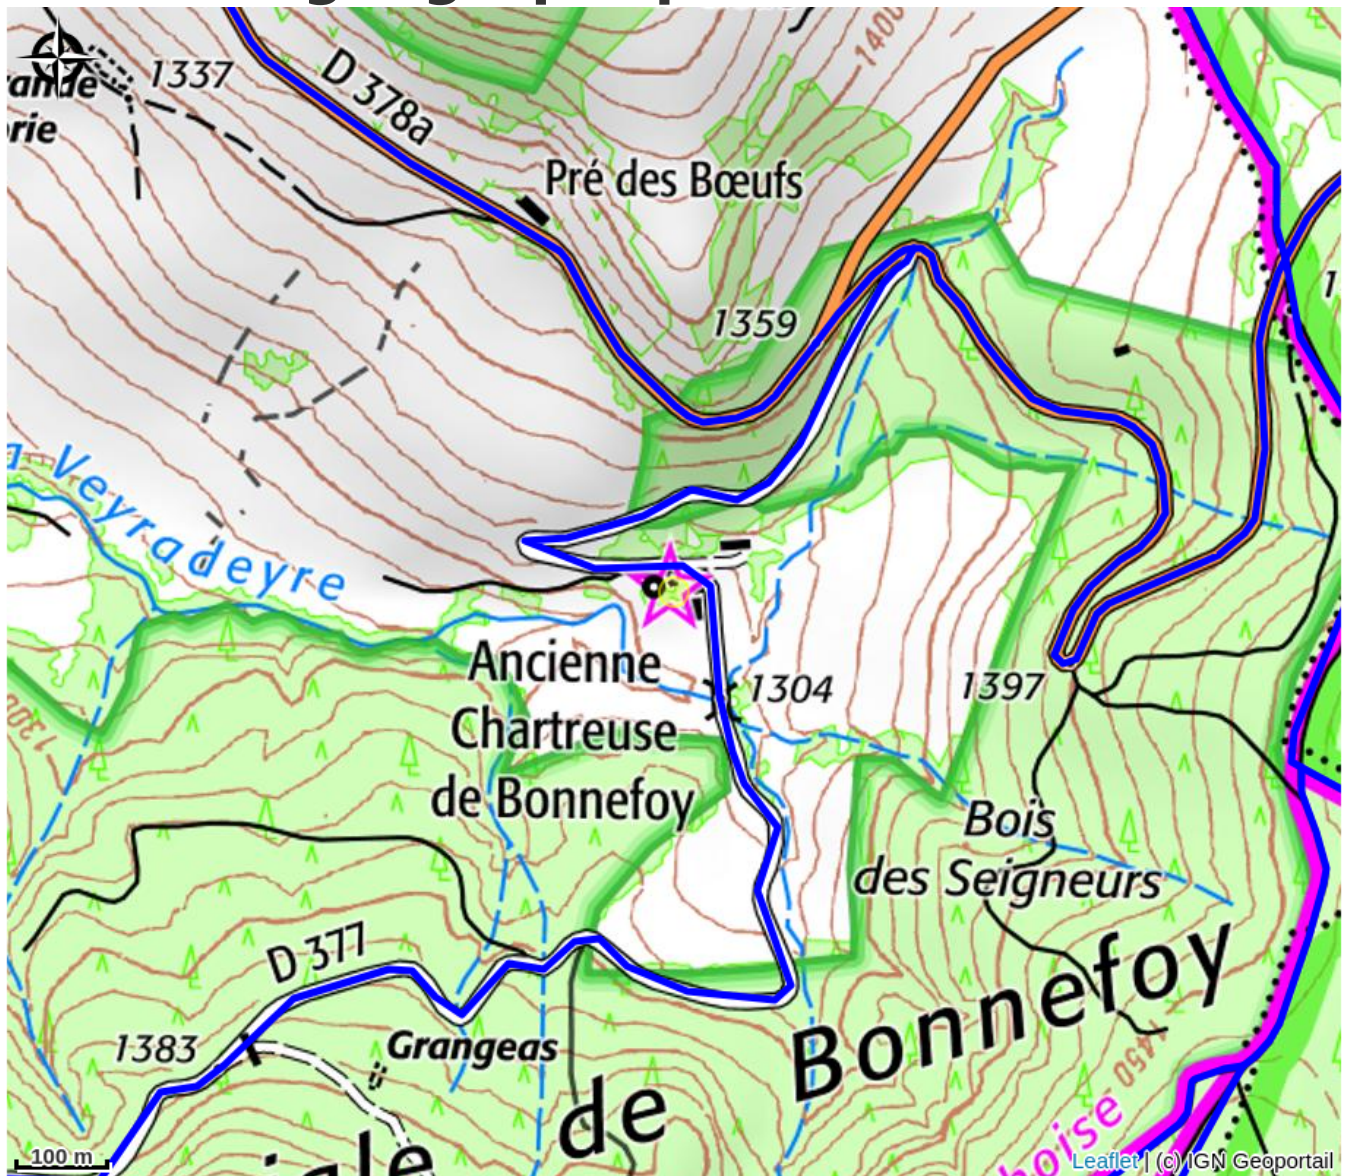 1400
1337
D 378a
Pré des Bœufs
1359
Veyradeyre
Ancienne
Chartreuse
de Bonnefoy
1304
1397
Bois
des Seigneurs
D 377
Bonnefoy
Grangeas
1383
de
1450
100 m
Leaflet | (c) IGN Geoportail